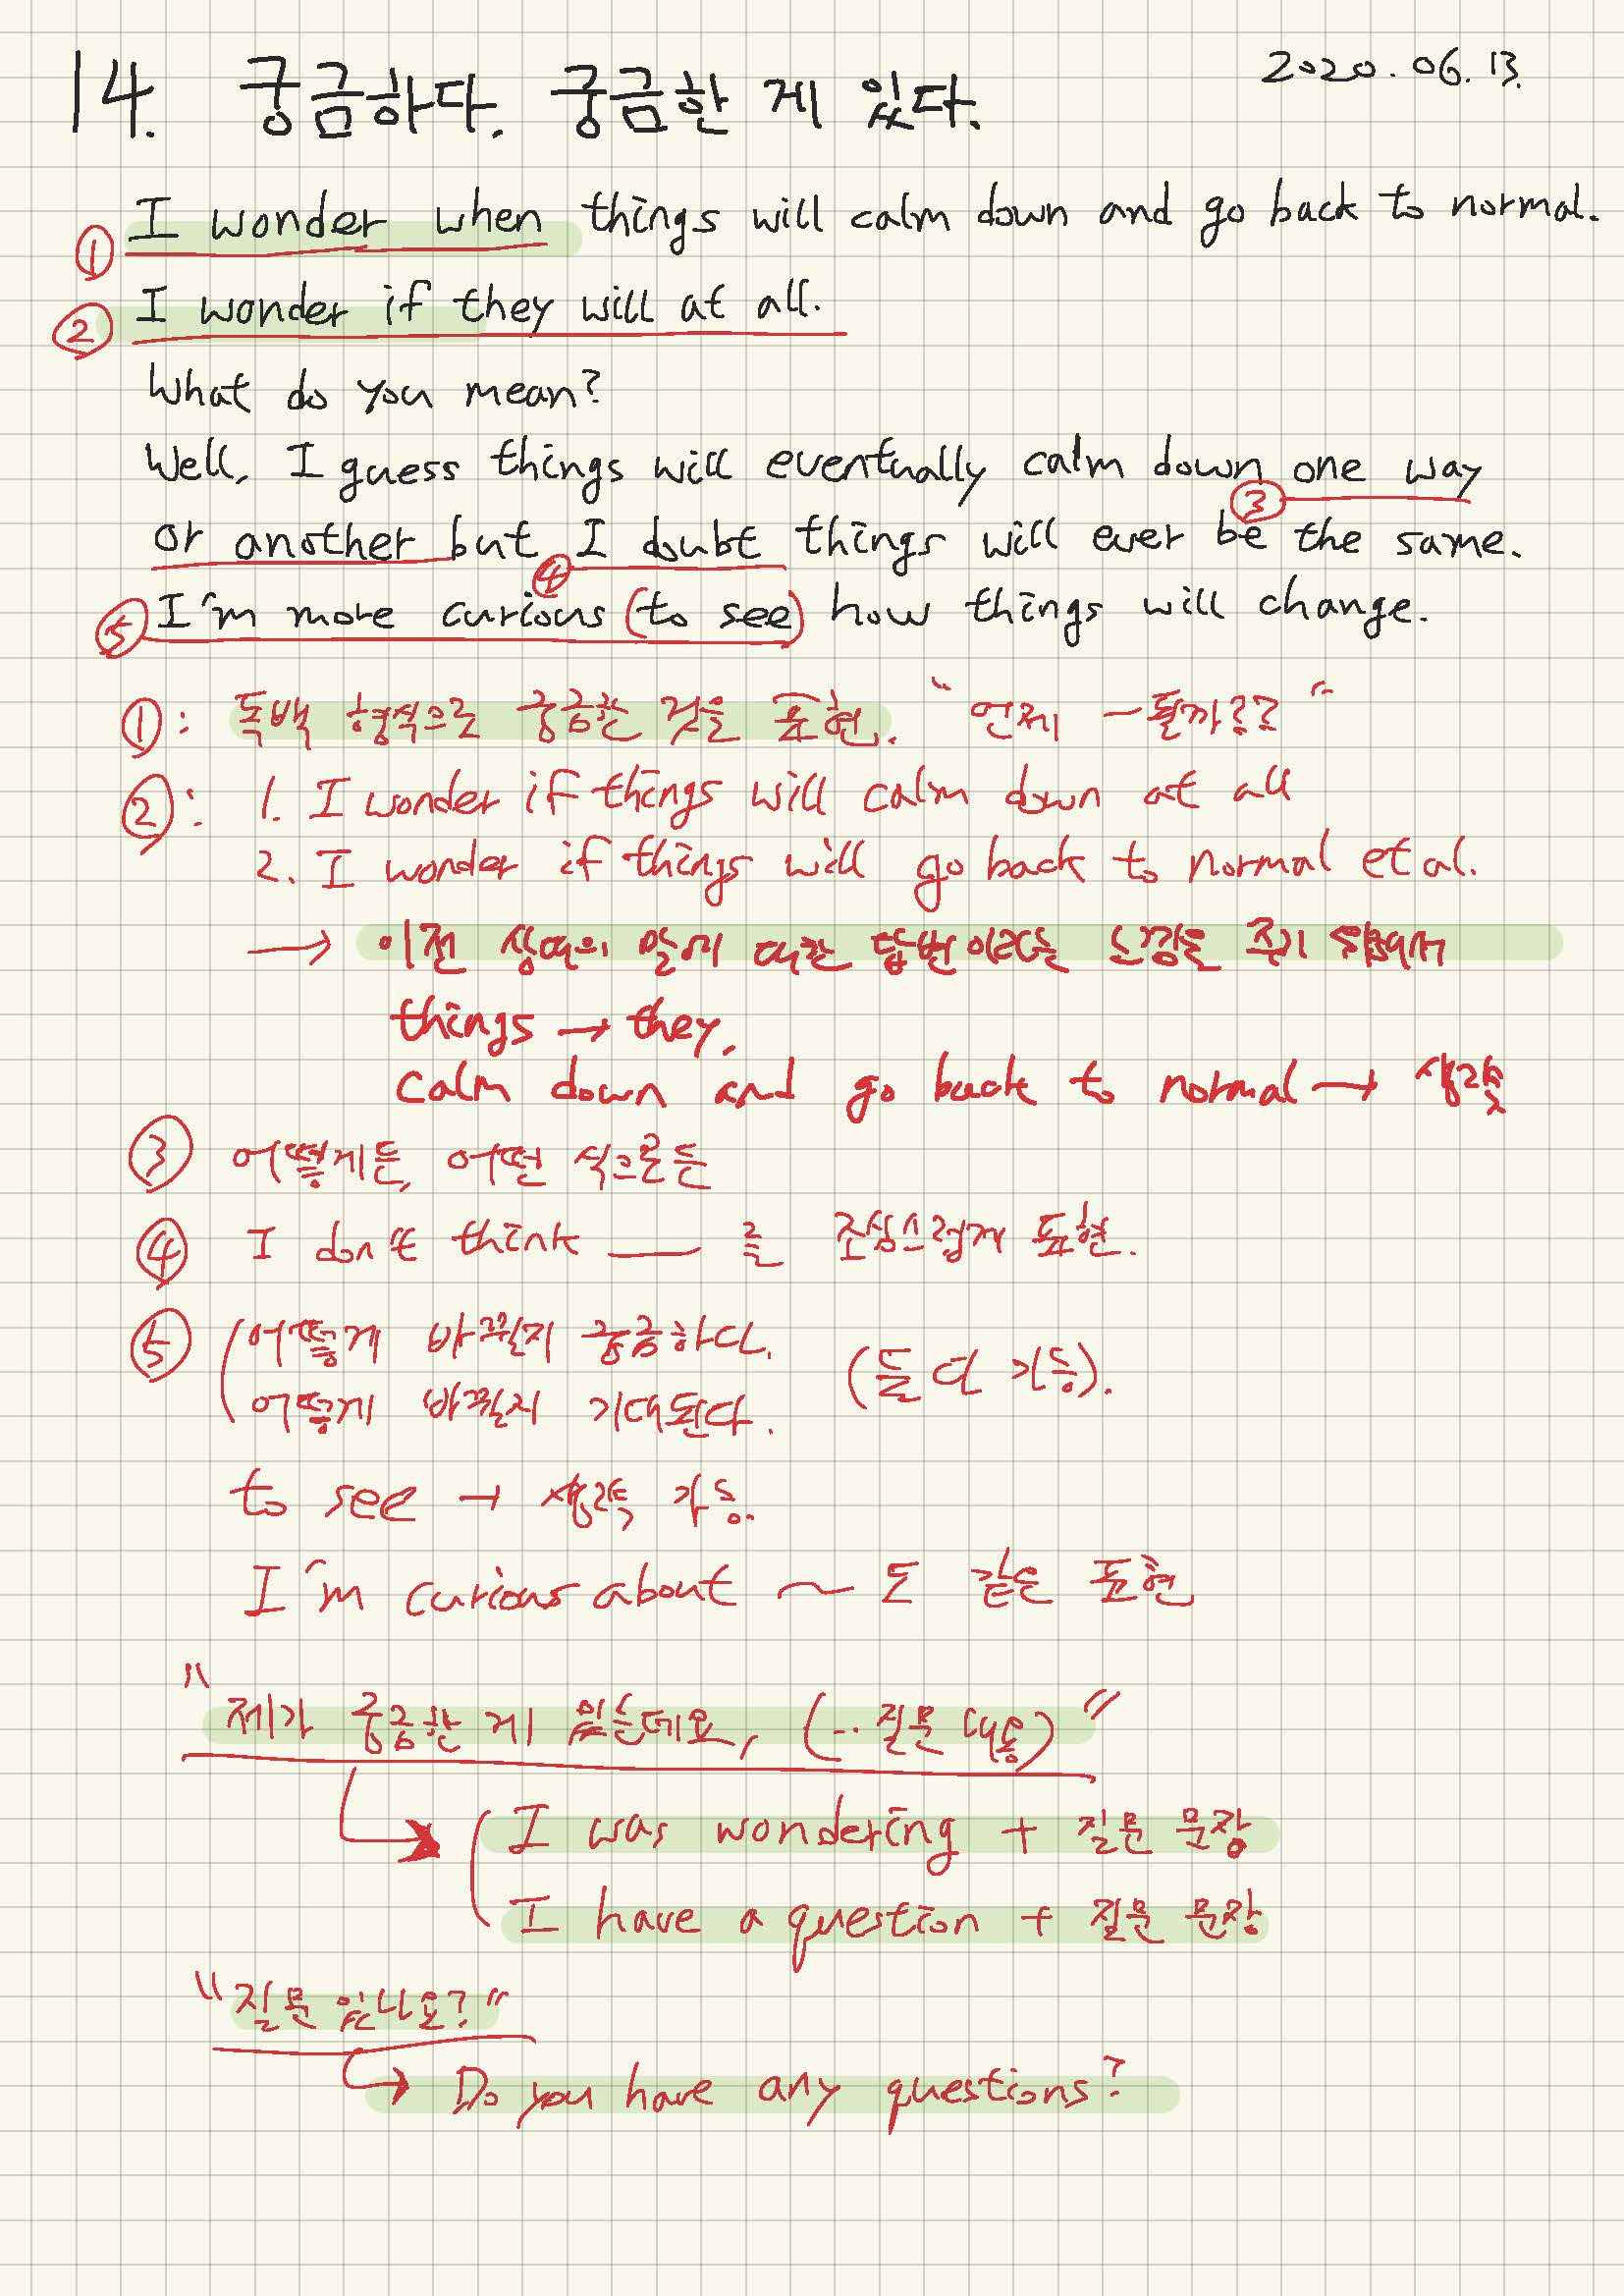 14. 궁금하다. 궁금한 게 있다.
2020.06.13.
① I wonder when things will calm down and go back to normal.
② I wonder if they will at all.
What do you mean?
Well, I guess things will eventually calm down ③ one way
or another but ④ I doubt things will ever be the same.
⑤ I'm more curious (to see) how things will change.
①: 독백 형식으로 궁금한 것을 표현. "언제 ~될까??"
②: 1. I wonder if things will calm down at all
2. I wonder if things will go back to normal et al.
→ 이전 상대의 말에 대한 답변이라는 느낌을 주기 위해서
things → they,
calm down and go back to normal → 생략
③ 어떻게든, 어떤 식으로든
④ I don't think ___ 를 조심스럽게 표현.
⑤ (어떻게 바뀔지 궁금하다.
어떻게 바뀔지 기대된다. (둘 다 가능).
to see → 생략 가능.
I'm curious about ~ 도 같은 표현
"제가 궁금한 게 있는데요, (.. 질문 내용)"
→ ( I was wondering + 질문 문장
I have a question + 질문 문장
"질문 있나요?"
→ Do you have any questions?